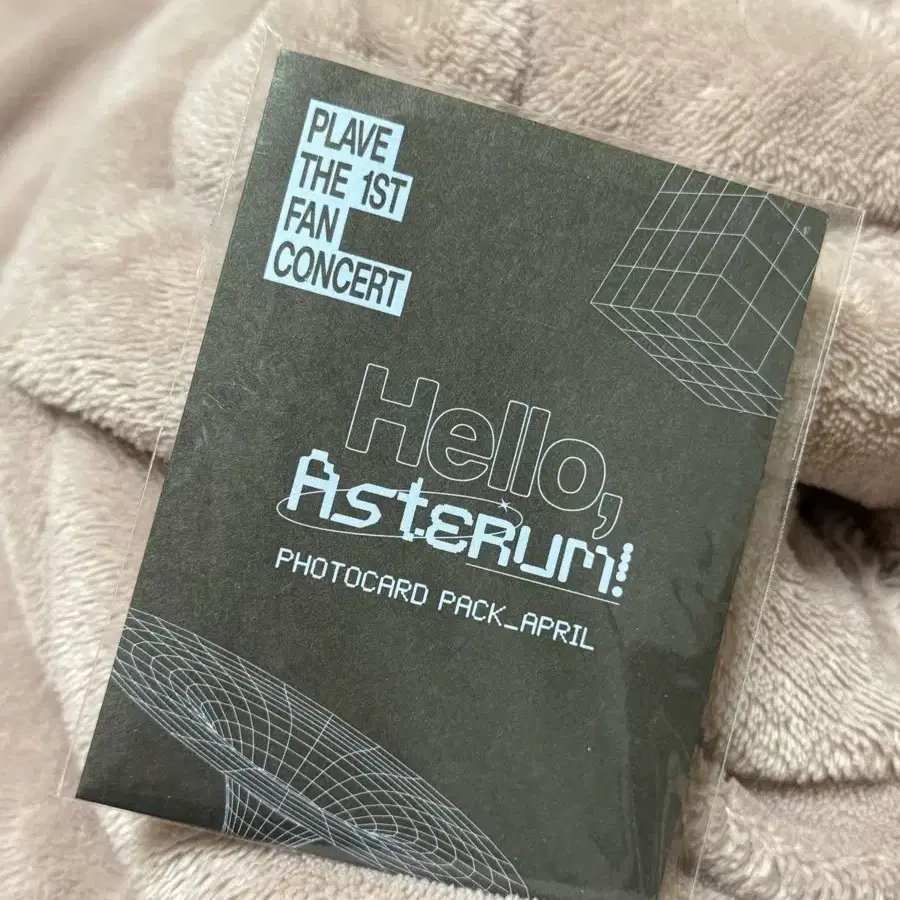 PLAVE
THE 1ST
FAN
CONCERT
Hello,
Asterum!
PHOTOCARD PACK_APRIL